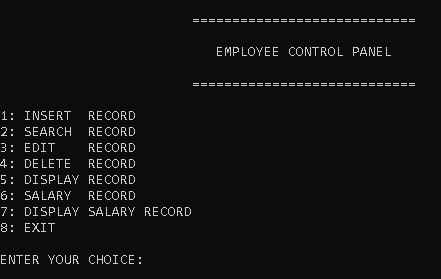 ============================
EMPLOYEE CONTROL PANEL
============================
1: INSERT  RECORD
2: SEARCH  RECORD
3: EDIT    RECORD
4: DELETE  RECORD
5: DISPLAY RECORD
6: SALARY  RECORD
7: DISPLAY SALARY RECORD
8: EXIT
ENTER YOUR CHOICE: